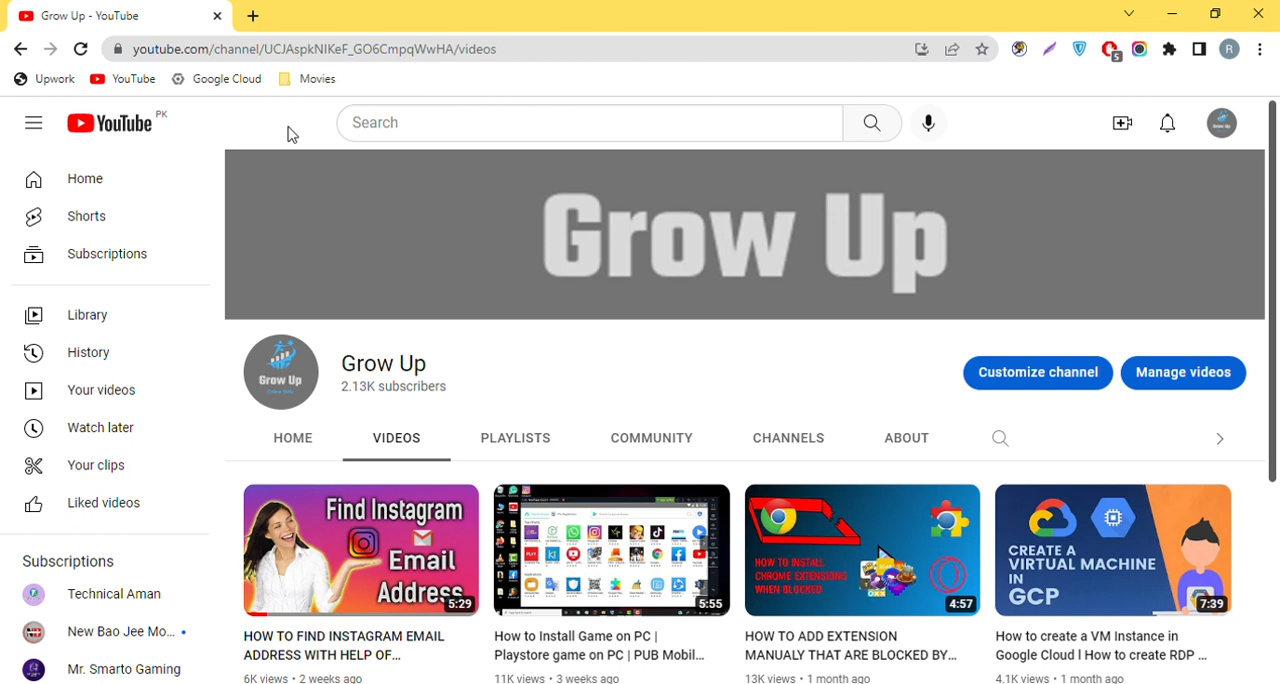 Grow Up - YouTube
youtube.com/channel/UCJAspkNIKeF_GO6CmpqWwHA/videos
5
R
Upwork YouTube Google Cloud Movies
YouTube PK
Search
Home
Shorts
Subscriptions
Library
History
Your videos
Watch later
Your clips
Liked videos
Subscriptions
Technical Aman
New Bao Jee Mo...
Mr. Smarto Gaming
Grow Up
Grow Up
Grow Up
2.13K subscribers
Customize channel
Manage videos
HOME VIDEOS PLAYLISTS COMMUNITY CHANNELS ABOUT
Find Instagram
Email
Address
5:29
HOW TO FIND INSTAGRAM EMAIL
ADDRESS WITH HELP OF...
6K views • 2 weeks ago
5:55
How to Install Game on PC |
Playstore game on PC | PUB Mobil...
11K views • 3 weeks ago
HOW TO INSTALL
CHROME EXTENSIONS
WHEN BLOCKED
4:57
HOW TO ADD EXTENSION
MANUALY THAT ARE BLOCKED BY...
13K views • 1 month ago
CREATE A
VIRTUAL MACHINE
IN
GCP
7:39
How to create a VM Instance in
Google Cloud l How to create RDP ...
4.1K views • 1 month ago